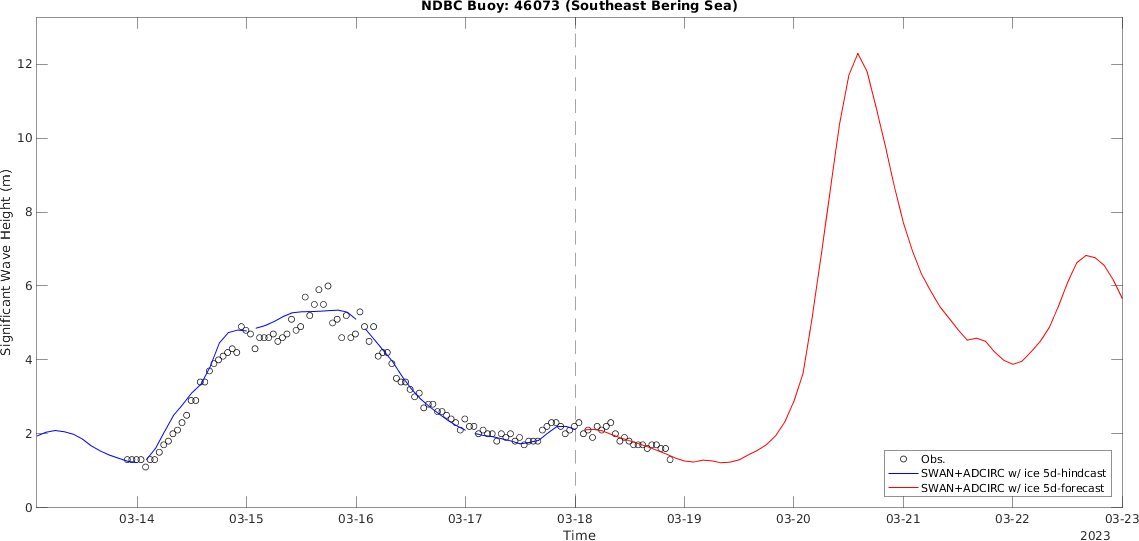 NDBC Buoy: 46073 (Southeast Bering Sea)
Significant Wave Height (m)
12
10
8
6
4
2
0
Obs.
SWAN+ADCIRC w/ ice 5d-hindcast
SWAN+ADCIRC w/ ice 5d-forecast
03-14 03-15 03-16 03-17 03-18 03-19 03-20 03-21 03-22 03-23
Time
2023